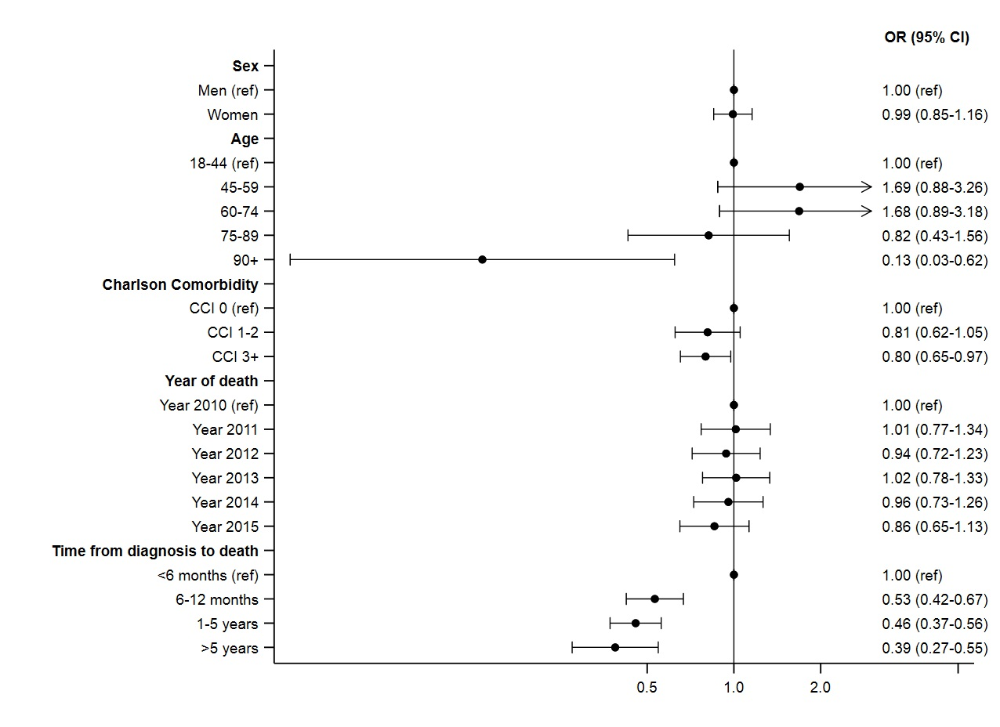 OR (95% CI)
Sex
Men (ref) 1.00 (ref)
Women 0.99 (0.85-1.16)
Age
18-44 (ref) 1.00 (ref)
45-59 1.69 (0.88-3.26)
60-74 1.68 (0.89-3.18)
75-89 0.82 (0.43-1.56)
90+ 0.13 (0.03-0.62)
Charlson Comorbidity
CCI 0 (ref) 1.00 (ref)
CCI 1-2 0.81 (0.62-1.05)
CCI 3+ 0.80 (0.65-0.97)
Year of death
Year 2010 (ref) 1.00 (ref)
Year 2011 1.01 (0.77-1.34)
Year 2012 0.94 (0.72-1.23)
Year 2013 1.02 (0.78-1.33)
Year 2014 0.96 (0.73-1.26)
Year 2015 0.86 (0.65-1.13)
Time from diagnosis to death
<6 months (ref) 1.00 (ref)
6-12 months 0.53 (0.42-0.67)
1-5 years 0.46 (0.37-0.56)
>5 years 0.39 (0.27-0.55)
0.5 1.0 2.0